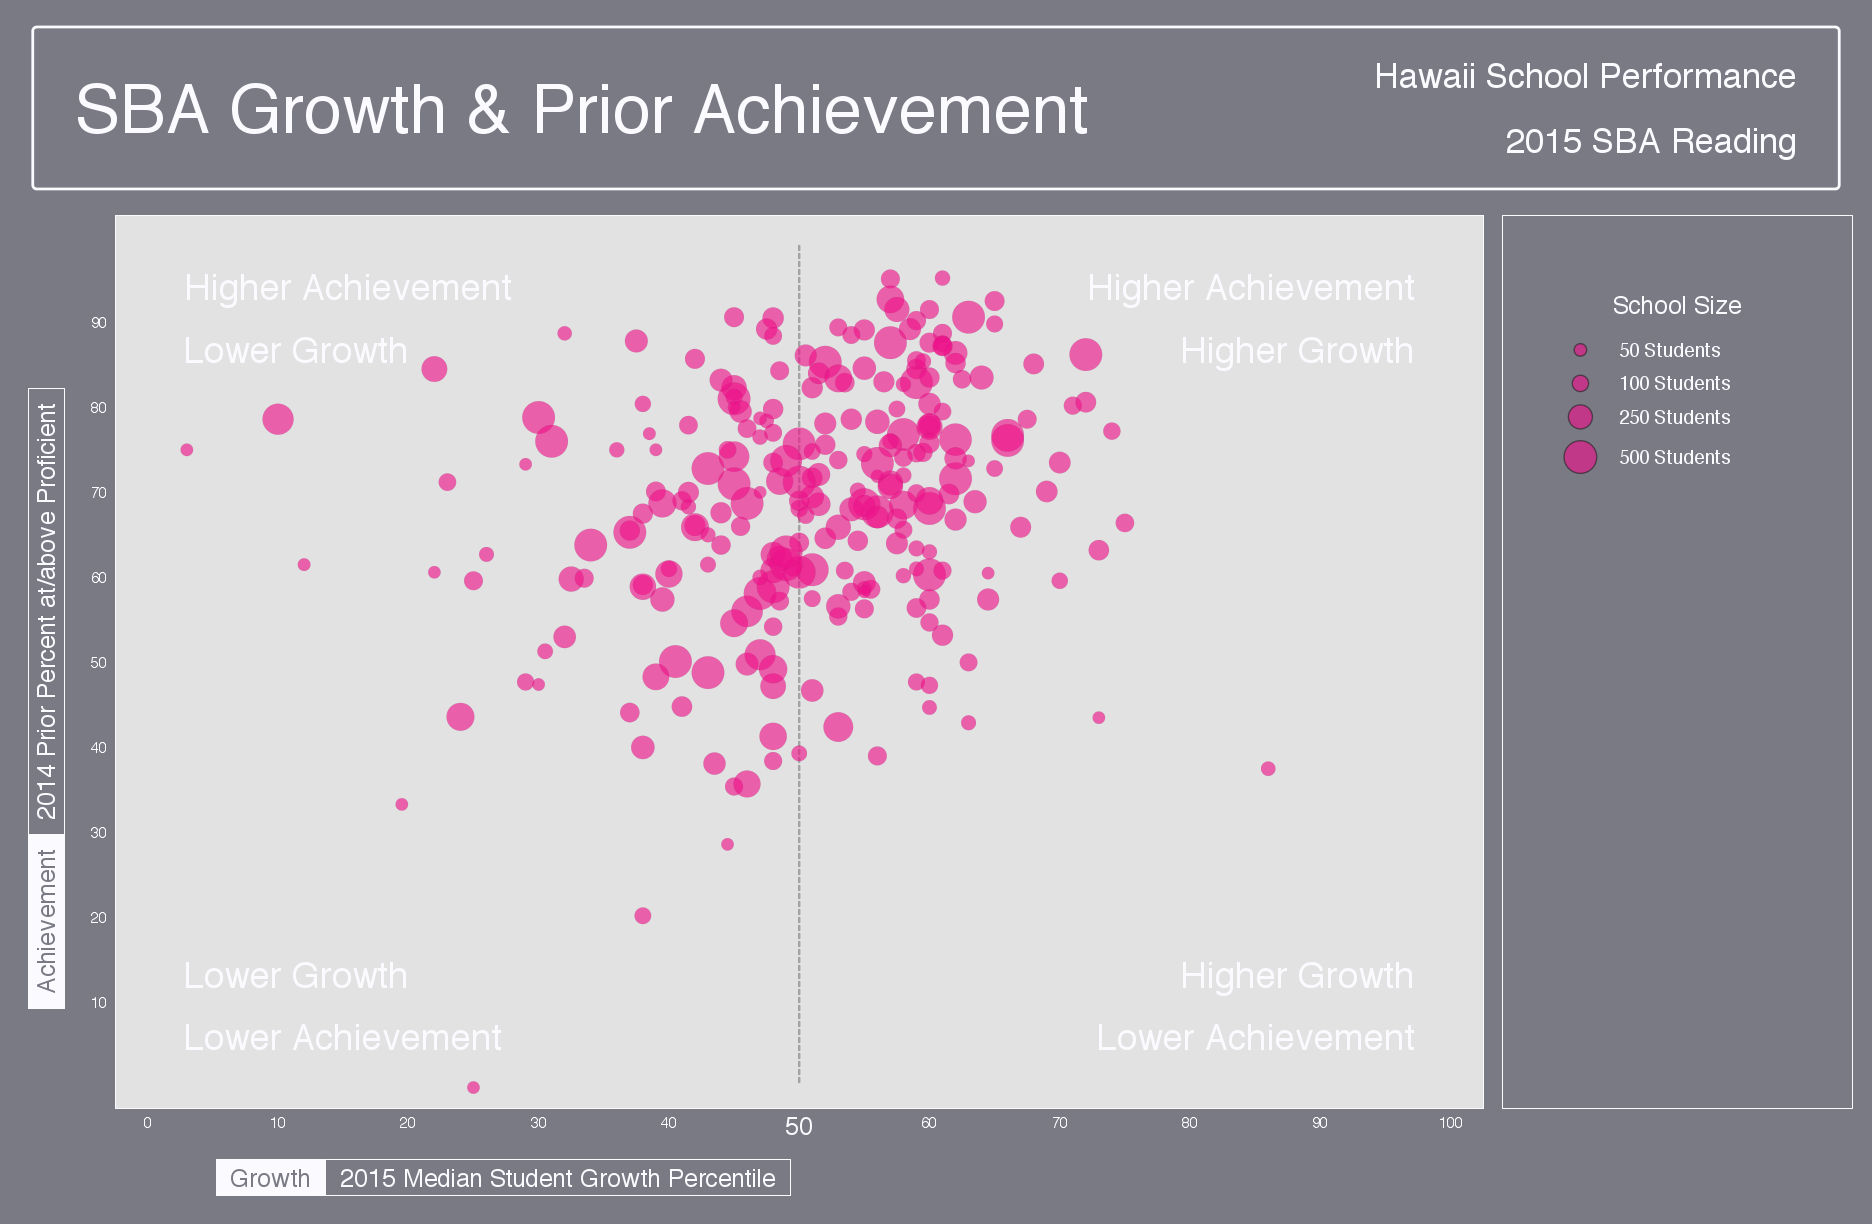 SBA Growth & Prior Achievement
Hawaii School Performance
2015 SBA Reading
Higher Achievement
Lower Growth
Higher Achievement
Higher Growth
Lower Growth
Lower Achievement
Higher Growth
Lower Achievement
Achievement
2014 Prior Percent at/above Proficient
90
80
70
60
50
40
30
20
10
0
10
20
30
40
50
60
70
80
90
100
Growth
2015 Median Student Growth Percentile
School Size
50 Students
100 Students
250 Students
500 Students